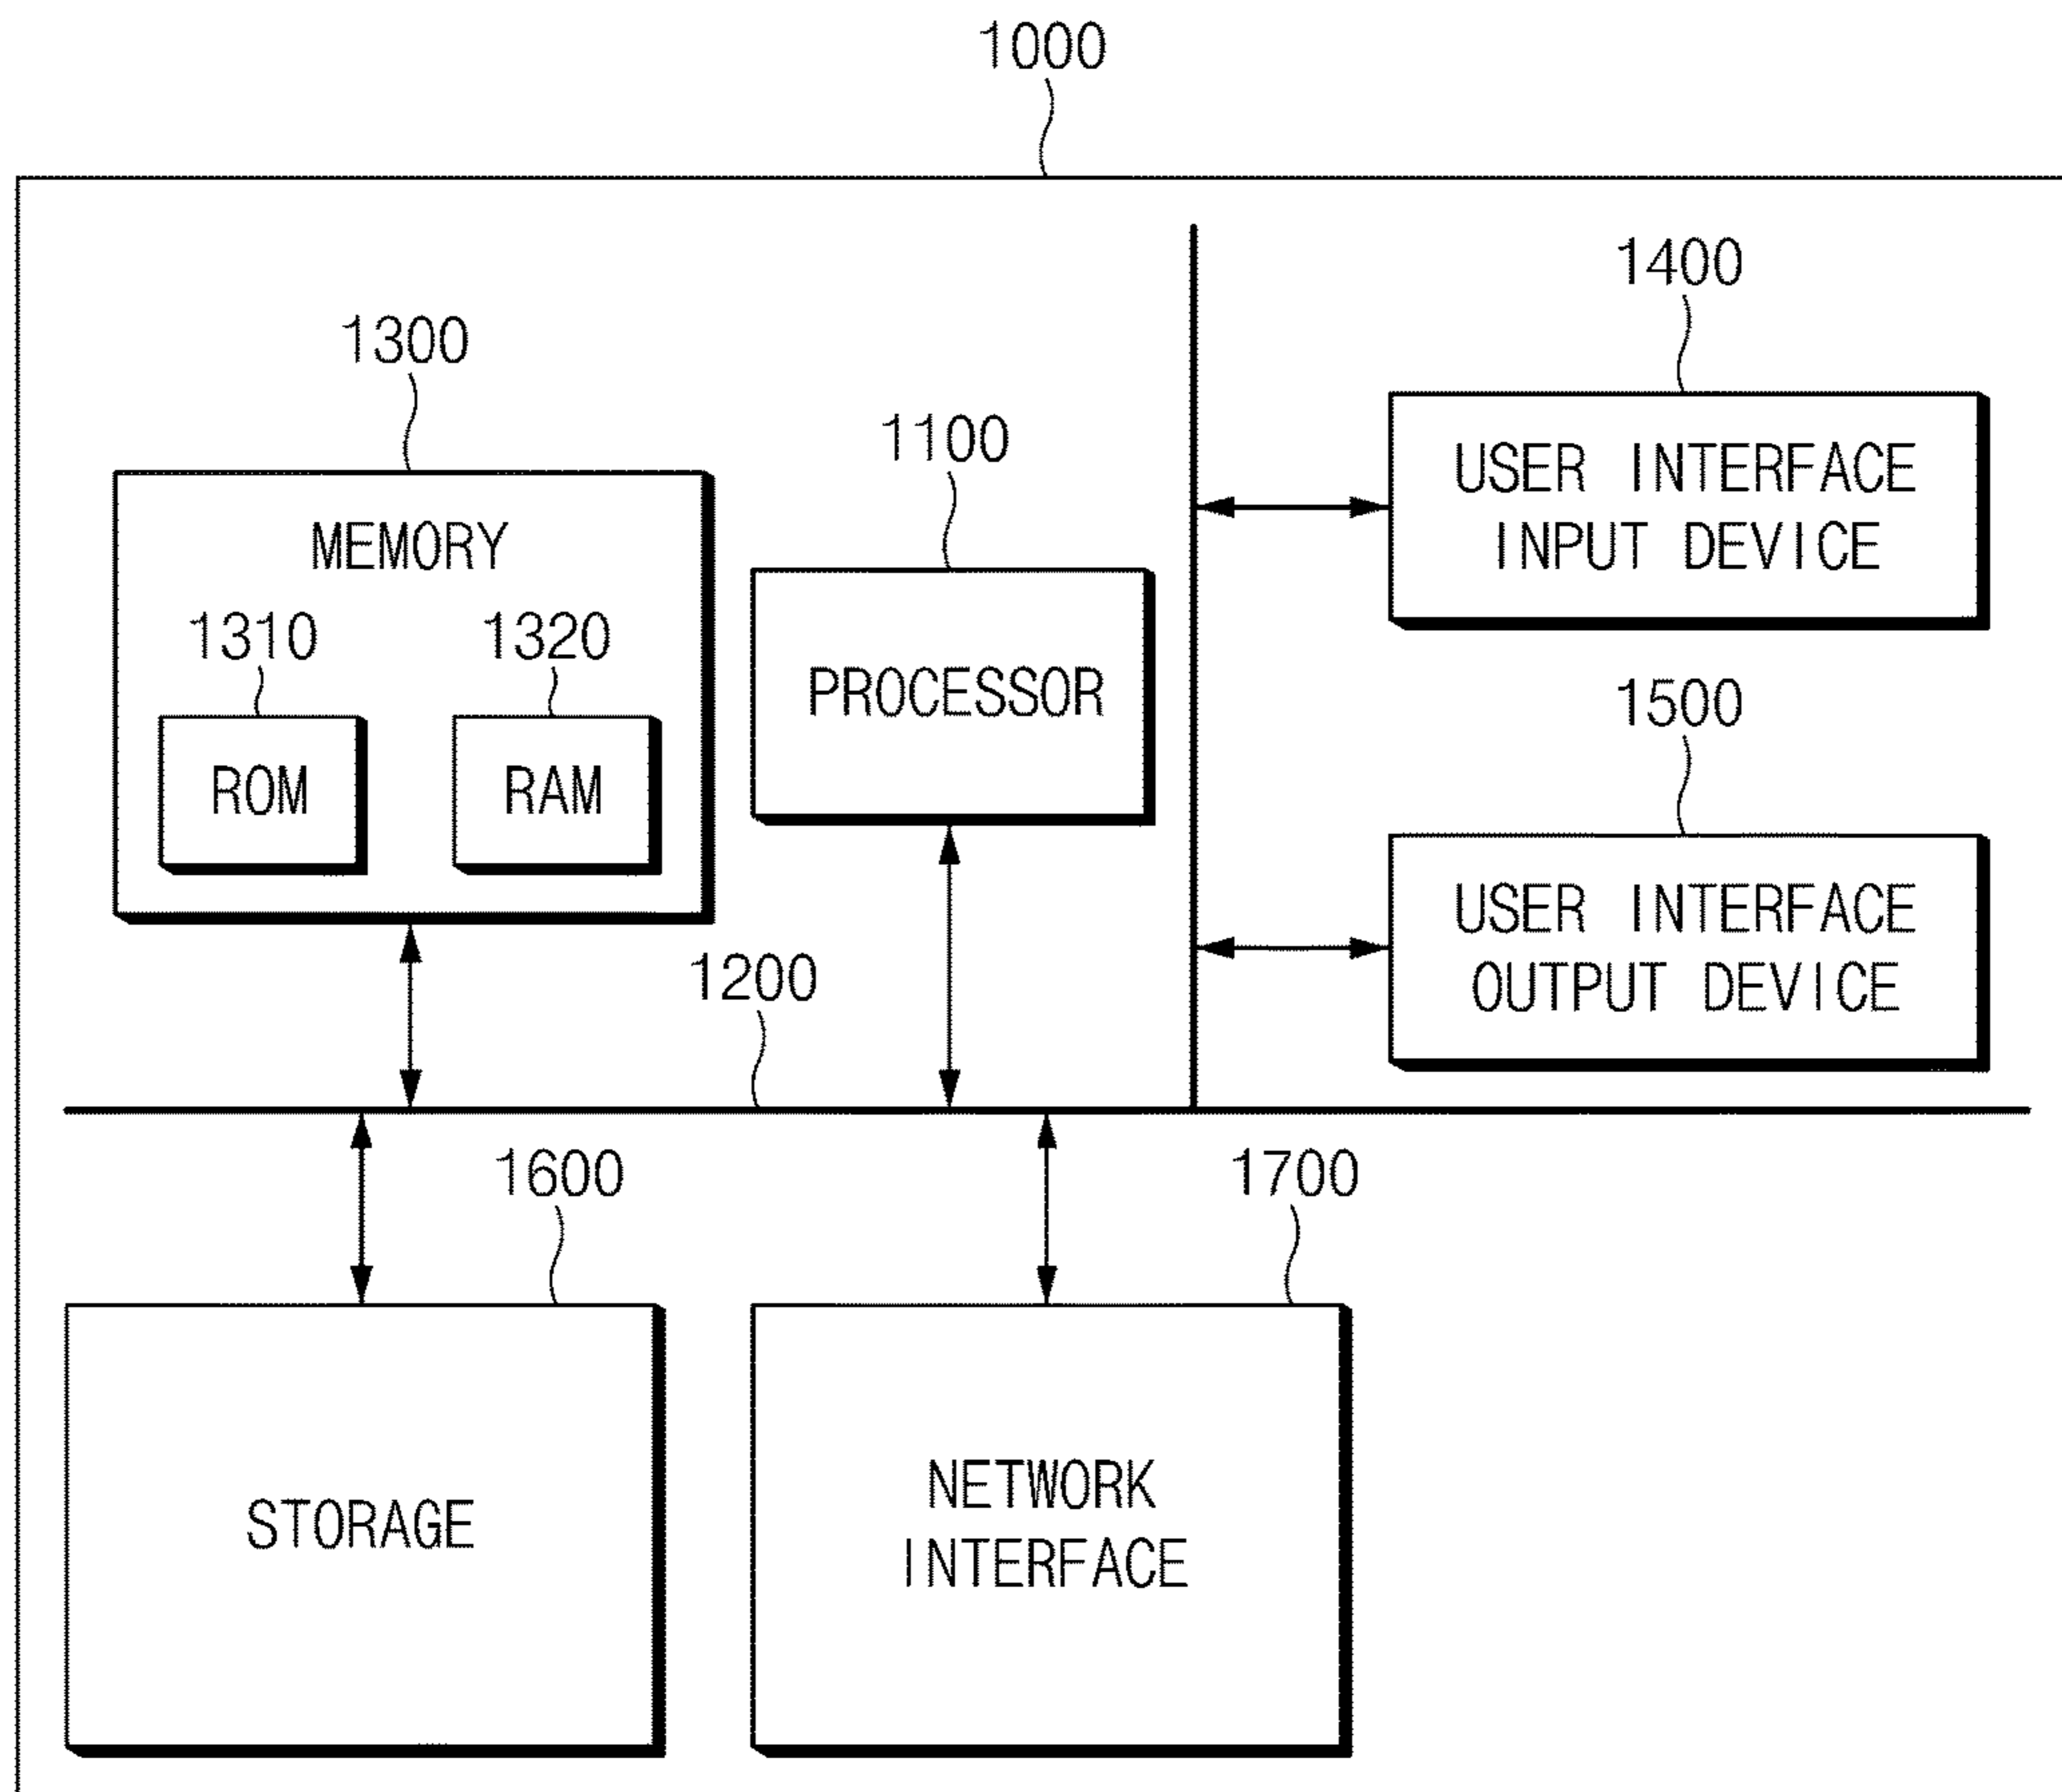 1000
1400
1300
1100
USER INTERFACE
INPUT DEVICE
MEMORY
1310
1320
PROCESSOR
1500
ROM
RAM
USER INTERFACE
OUTPUT DEVICE
1200
1600
1700
STORAGE
NETWORK
INTERFACE